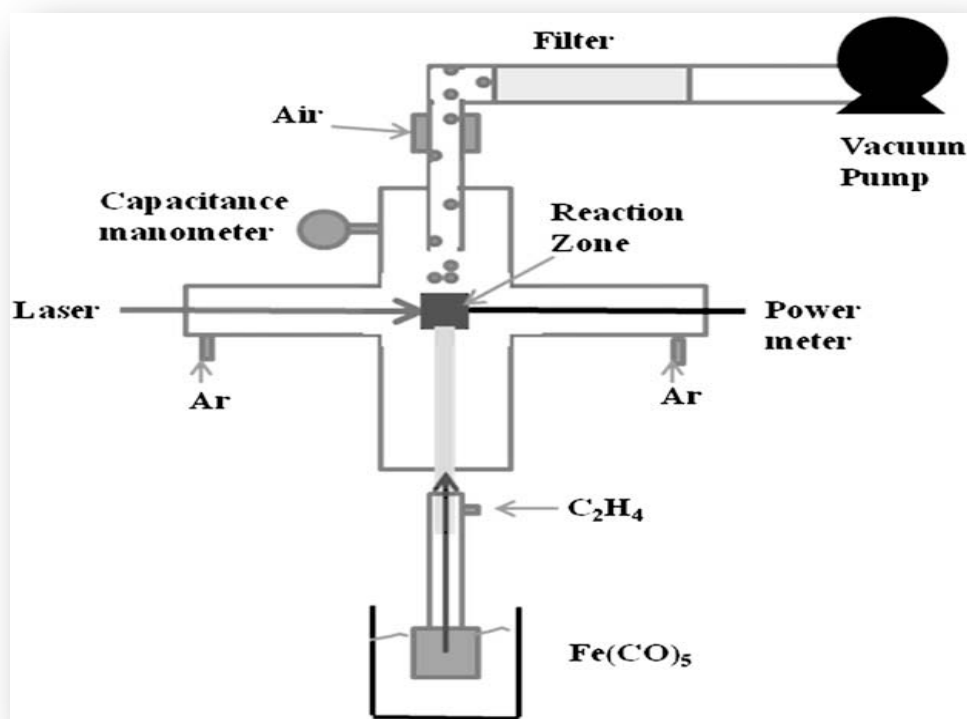 Filter
Air
Vacuum
Pump
Capacitance
manometer
Reaction
Zone
Laser
Power
meter
Ar
Ar
C₂H₄
Fe(CO)₅